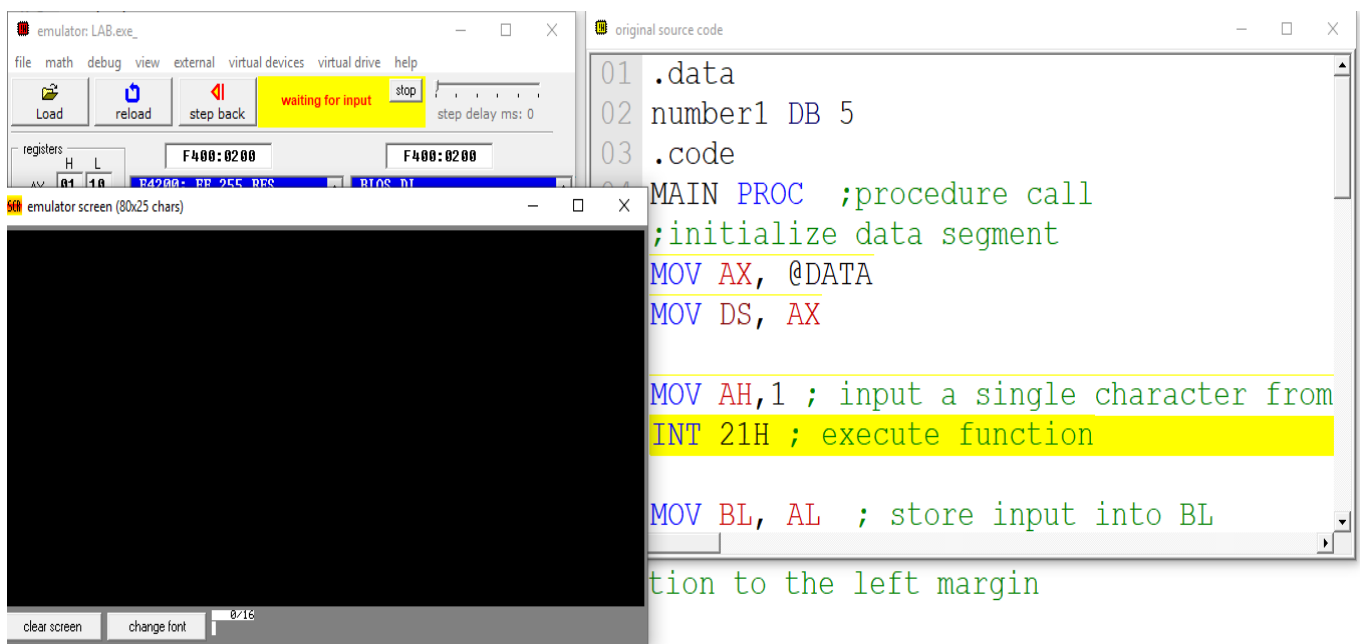 emulator: LAB.exe_
file math debug view external virtual devices virtual drive help
Load reload step back waiting for input stop step delay ms: 0
registers
H L
F400:0200 F400:0200
01 10
BIOS DI
emulator screen (80x25 chars)
clear screen change font 0/16
original source code
01 .data
02 number1 DB 5
03 .code
MAIN PROC ;procedure call
;initialize data segment
MOV AX, @DATA
MOV DS, AX
MOV AH,1 ; input a single character from
INT 21H ; execute function
MOV BL, AL ; store input into BL
tion to the left margin